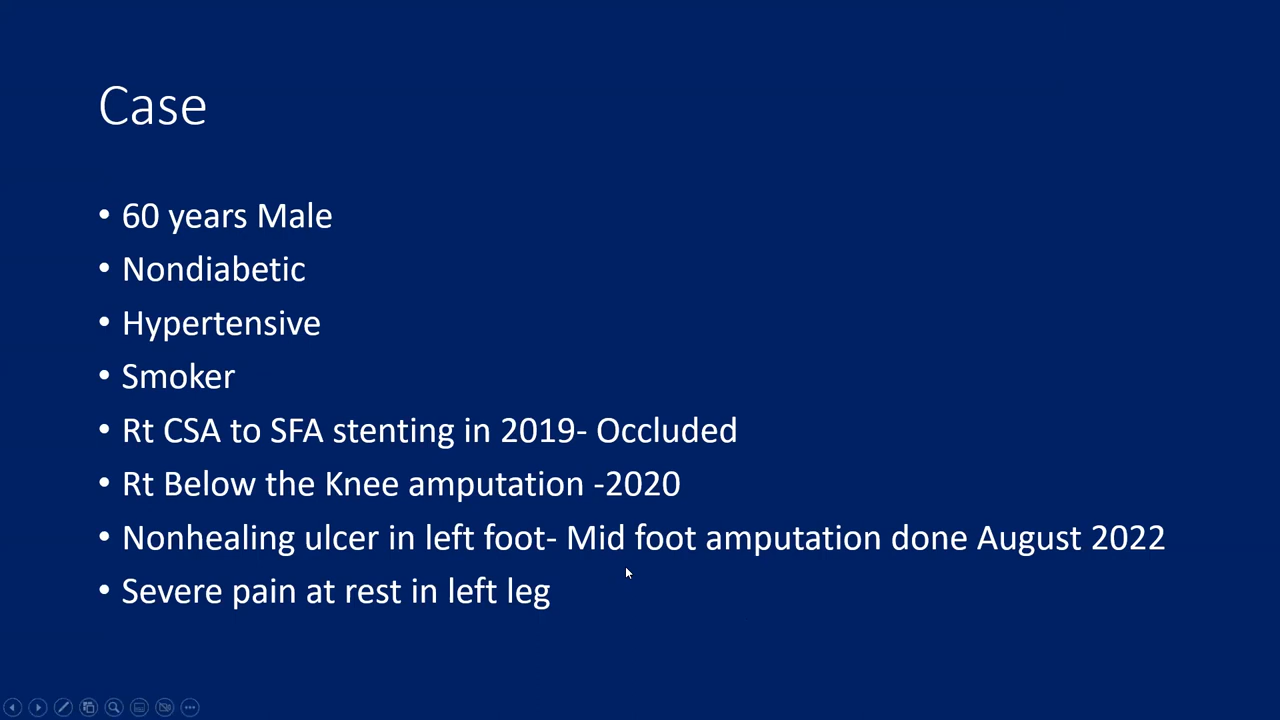 Case
• 60 years Male
• Nondiabetic
• Hypertensive
• Smoker
• Rt CSA to SFA stenting in 2019- Occluded
• Rt Below the Knee amputation -2020
• Nonhealing ulcer in left foot- Mid foot amputation done August 2022
• Severe pain at rest in left leg